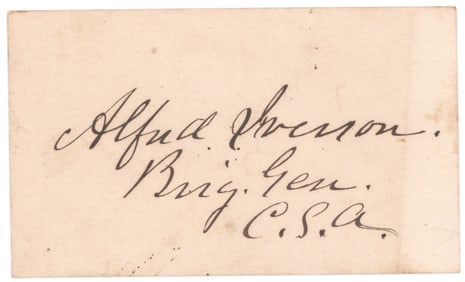 Alfred. Iverson.
Brig. Gen.
C.S.A.